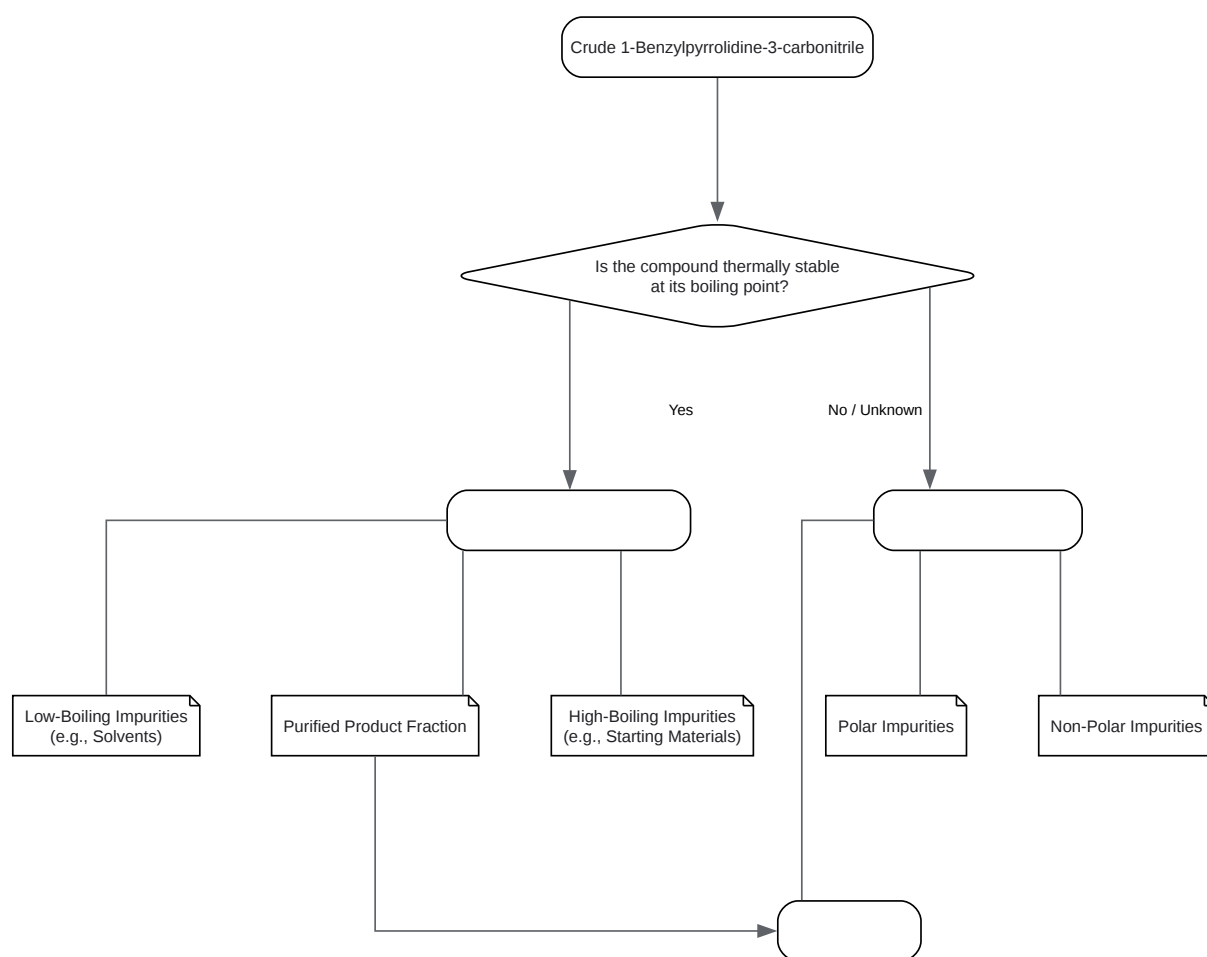 Crude 1-Benzylpyrrolidine-3-carbonitrile
Is the compound thermally stable
at its boiling point?
Yes
No / Unknown
Low-Boiling Impurities
(e.g., Solvents)
Purified Product Fraction
High-Boiling Impurities
(e.g., Starting Materials)
Polar Impurities
Non-Polar Impurities